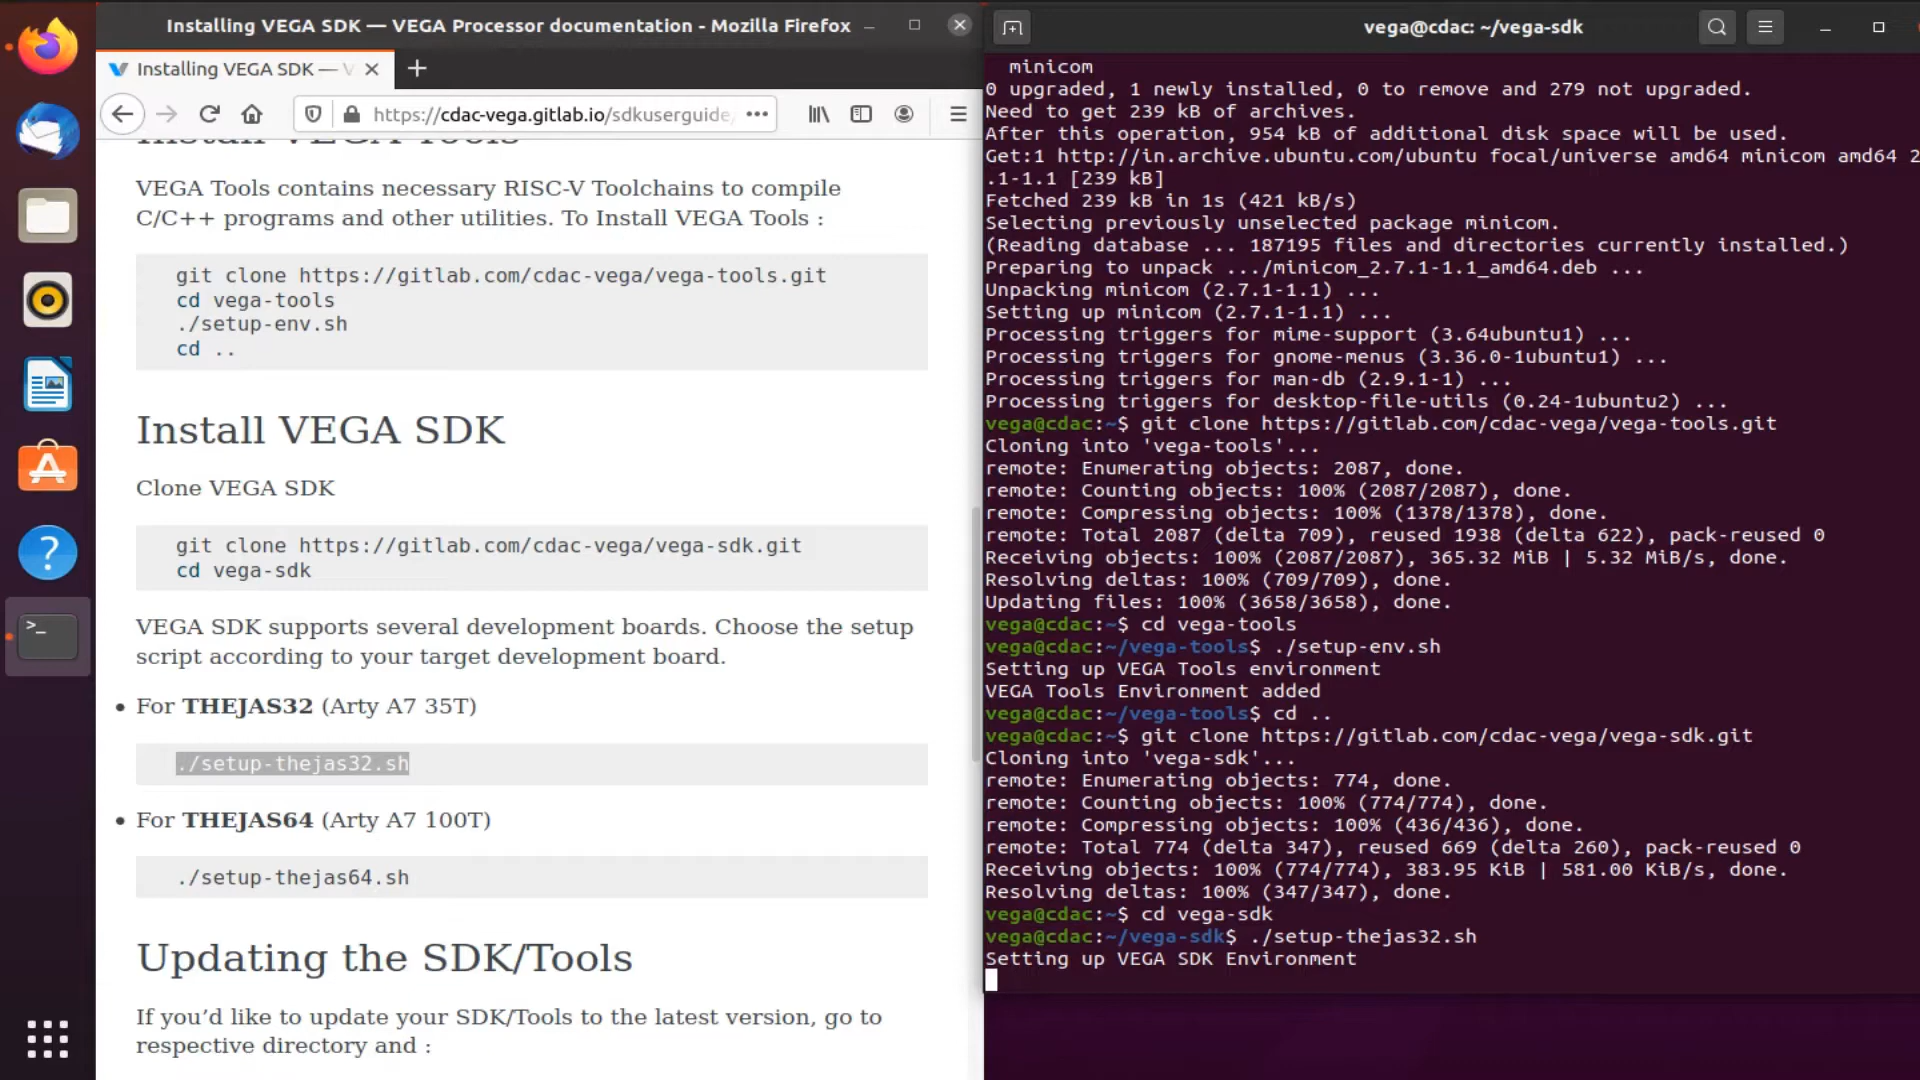 Installing VEGA SDK — VEGA Processor documentation - Mozilla Firefox
Installing VEGA SDK — V
https://cdac-vega.gitlab.io/sdkuserguide/
Install VEGA Tools
VEGA Tools contains necessary RISC-V Toolchains to compile
C/C++ programs and other utilities. To Install VEGA Tools :
git clone https://gitlab.com/cdac-vega/vega-tools.git
cd vega-tools
./setup-env.sh
cd ..
Install VEGA SDK
Clone VEGA SDK
git clone https://gitlab.com/cdac-vega/vega-sdk.git
cd vega-sdk
VEGA SDK supports several development boards. Choose the setup
script according to your target development board.
• For THEJAS32 (Arty A7 35T)
./setup-thejas32.sh
• For THEJAS64 (Arty A7 100T)
./setup-thejas64.sh
Updating the SDK/Tools
If you’d like to update your SDK/Tools to the latest version, go to
respective directory and :
vega@cdac: ~/vega-sdk
minicom
0 upgraded, 1 newly installed, 0 to remove and 279 not upgraded.
Need to get 239 kB of archives.
After this operation, 954 kB of additional disk space will be used.
Get:1 http://in.archive.ubuntu.com/ubuntu focal/universe amd64 minicom amd64 2
.1-1.1 [239 kB]
Fetched 239 kB in 1s (421 kB/s)
Selecting previously unselected package minicom.
(Reading database ... 187195 files and directories currently installed.)
Preparing to unpack .../minicom_2.7.1-1.1_amd64.deb ...
Unpacking minicom (2.7.1-1.1) ...
Setting up minicom (2.7.1-1.1) ...
Processing triggers for mime-support (3.64ubuntu1) ...
Processing triggers for gnome-menus (3.36.0-1ubuntu1) ...
Processing triggers for man-db (2.9.1-1) ...
Processing triggers for desktop-file-utils (0.24-1ubuntu2) ...
vega@cdac:~$ git clone https://gitlab.com/cdac-vega/vega-tools.git
Cloning into 'vega-tools'...
remote: Enumerating objects: 2087, done.
remote: Counting objects: 100% (2087/2087), done.
remote: Compressing objects: 100% (1378/1378), done.
remote: Total 2087 (delta 709), reused 1938 (delta 622), pack-reused 0
Receiving objects: 100% (2087/2087), 365.32 MiB | 5.32 MiB/s, done.
Resolving deltas: 100% (709/709), done.
Updating files: 100% (3658/3658), done.
vega@cdac:~$ cd vega-tools
vega@cdac:~/vega-tools$ ./setup-env.sh
Setting up VEGA Tools environment
VEGA Tools Environment added
vega@cdac:~/vega-tools$ cd ..
vega@cdac:~$ git clone https://gitlab.com/cdac-vega/vega-sdk.git
Cloning into 'vega-sdk'...
remote: Enumerating objects: 774, done.
remote: Counting objects: 100% (774/774), done.
remote: Compressing objects: 100% (436/436), done.
remote: Total 774 (delta 347), reused 669 (delta 260), pack-reused 0
Receiving objects: 100% (774/774), 383.95 KiB | 581.00 KiB/s, done.
Resolving deltas: 100% (347/347), done.
vega@cdac:~$ cd vega-sdk
vega@cdac:~/vega-sdk$ ./setup-thejas32.sh
Setting up VEGA SDK Environment